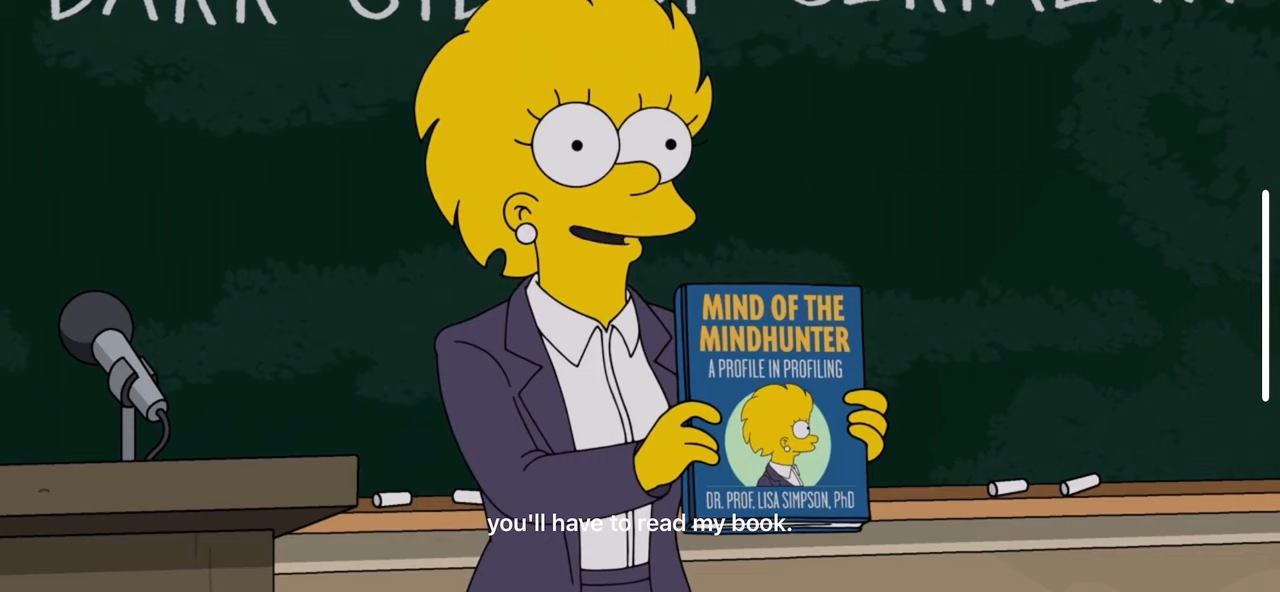 DARK
MIND OF THE
MINDHUNTER
A PROFILE IN PROFILING
DR. PROF. LISA SIMPSON, PhD
you'll have to read my book.